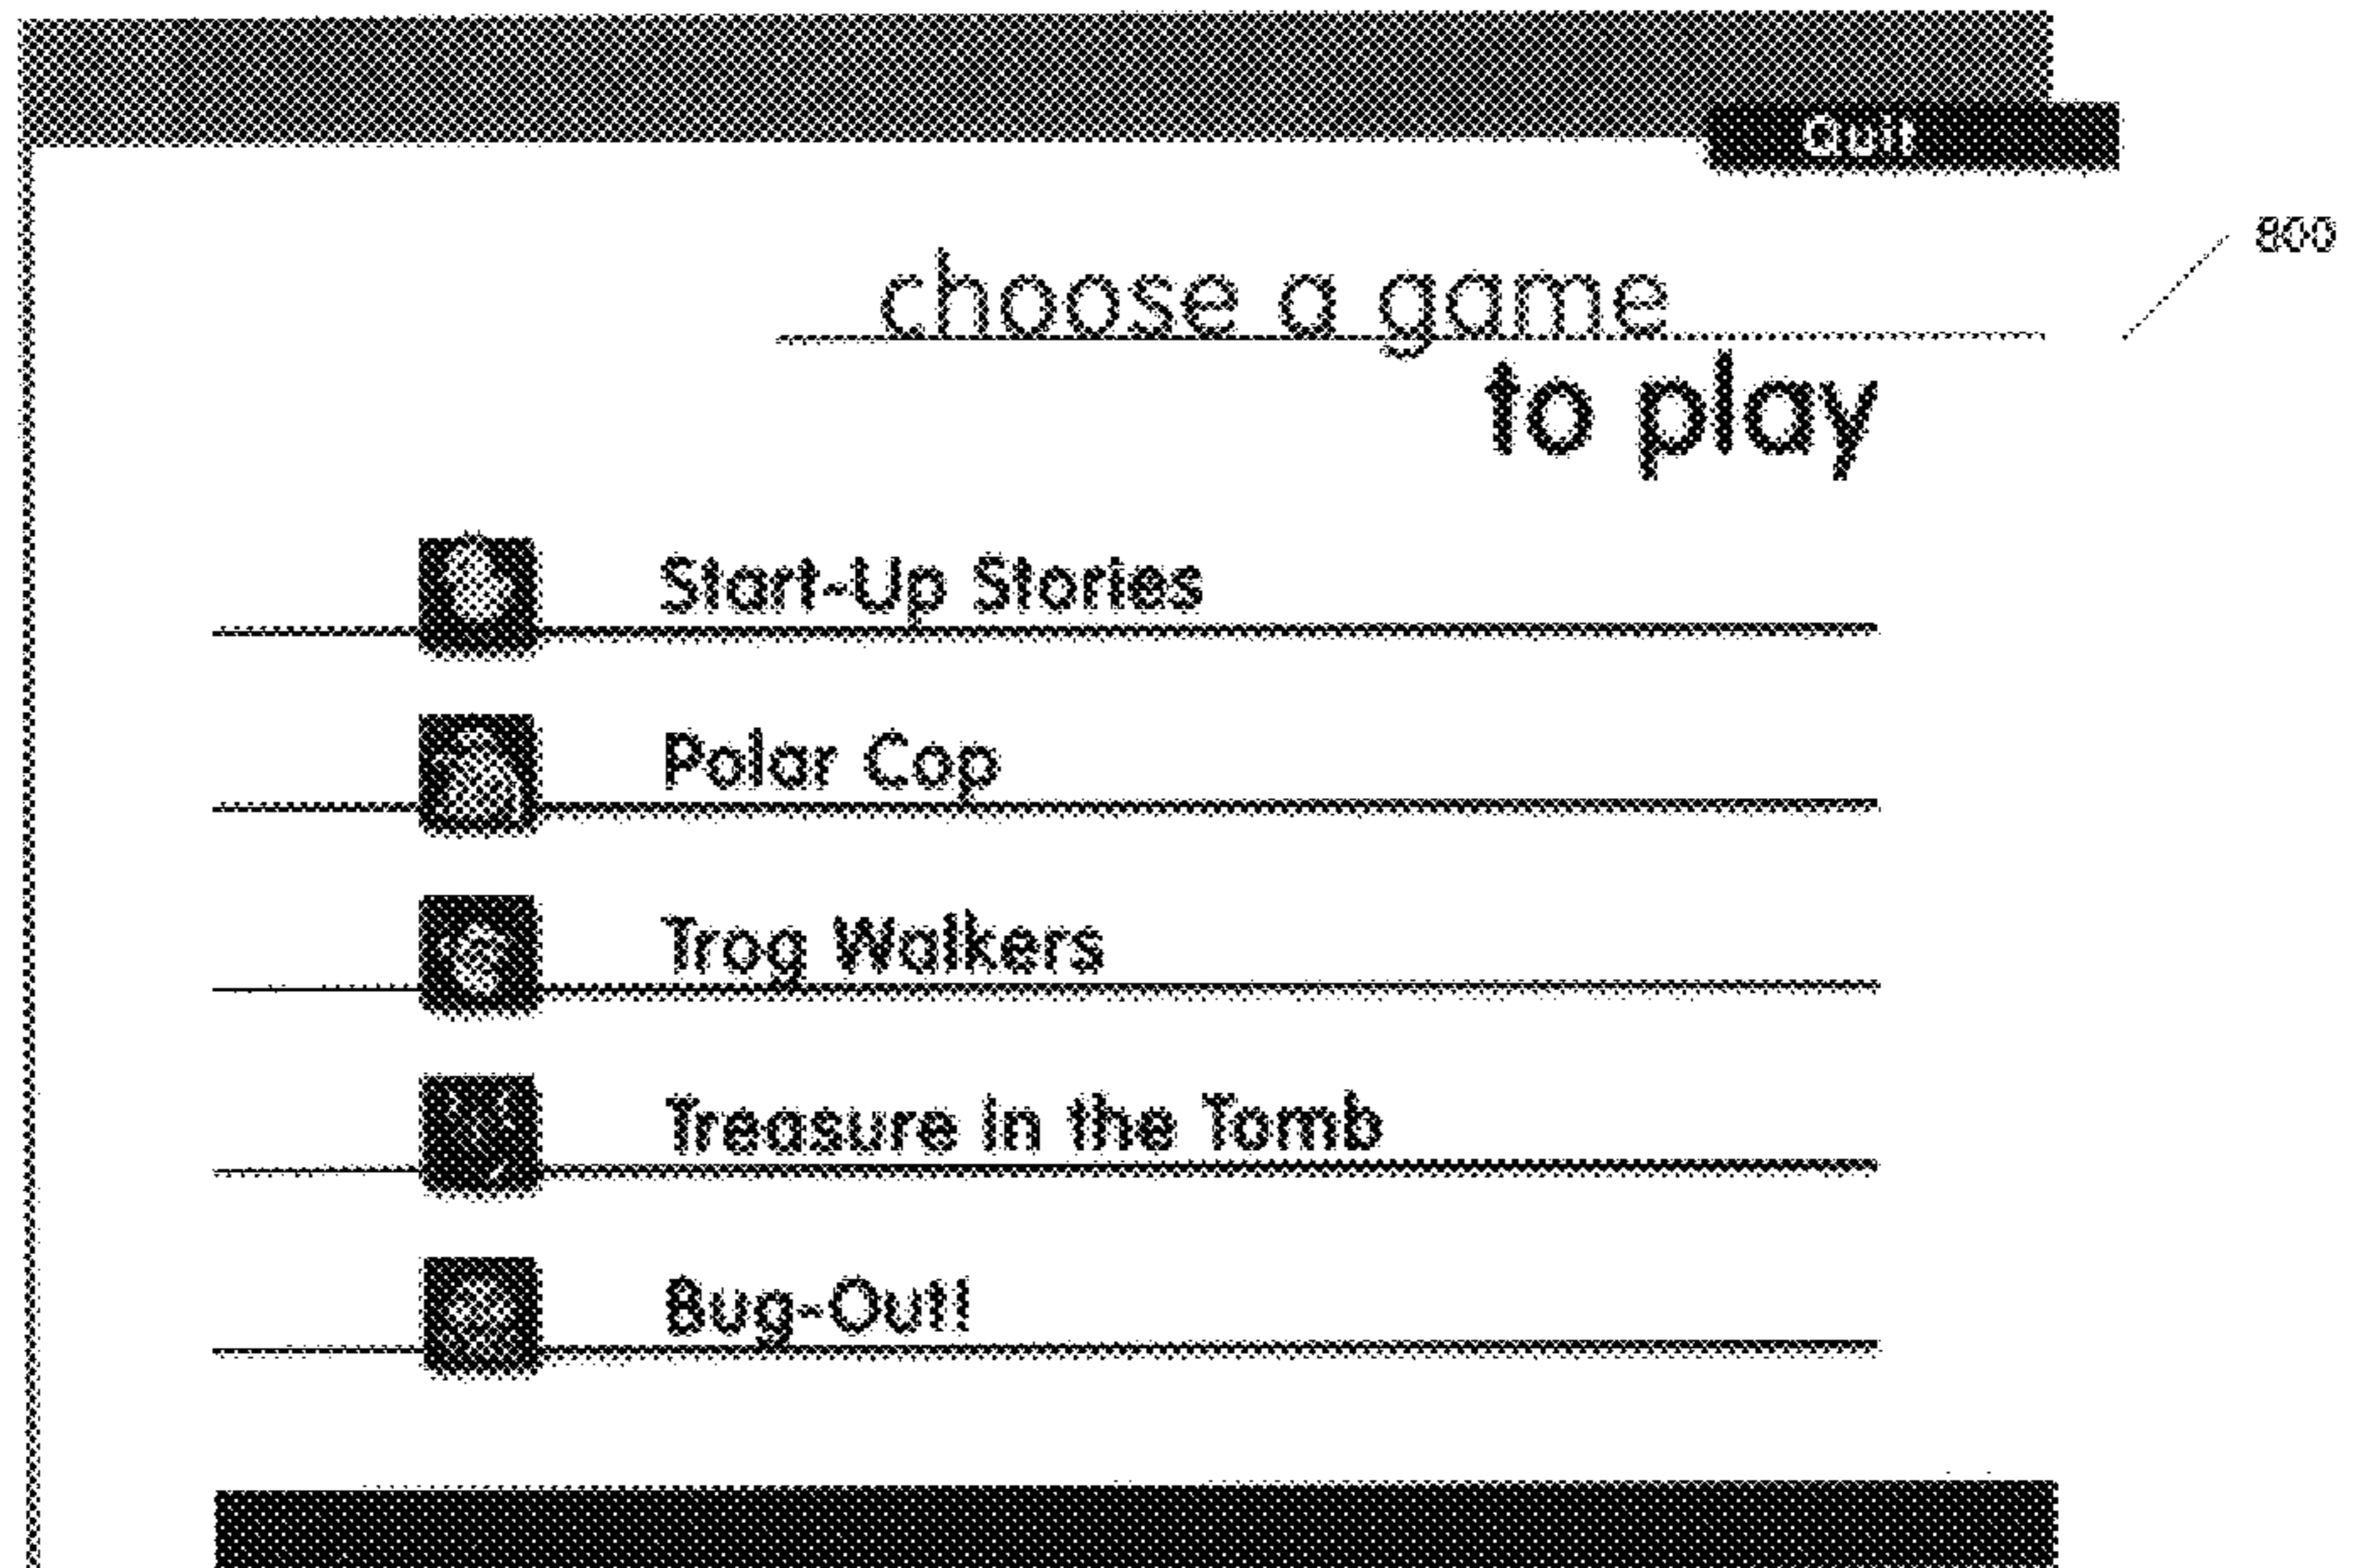 Quit
800
choose a game
to play
Start-Up Stories
Polar Cop
Trog Walkers
Treasure in the Tomb
Bug-Out!